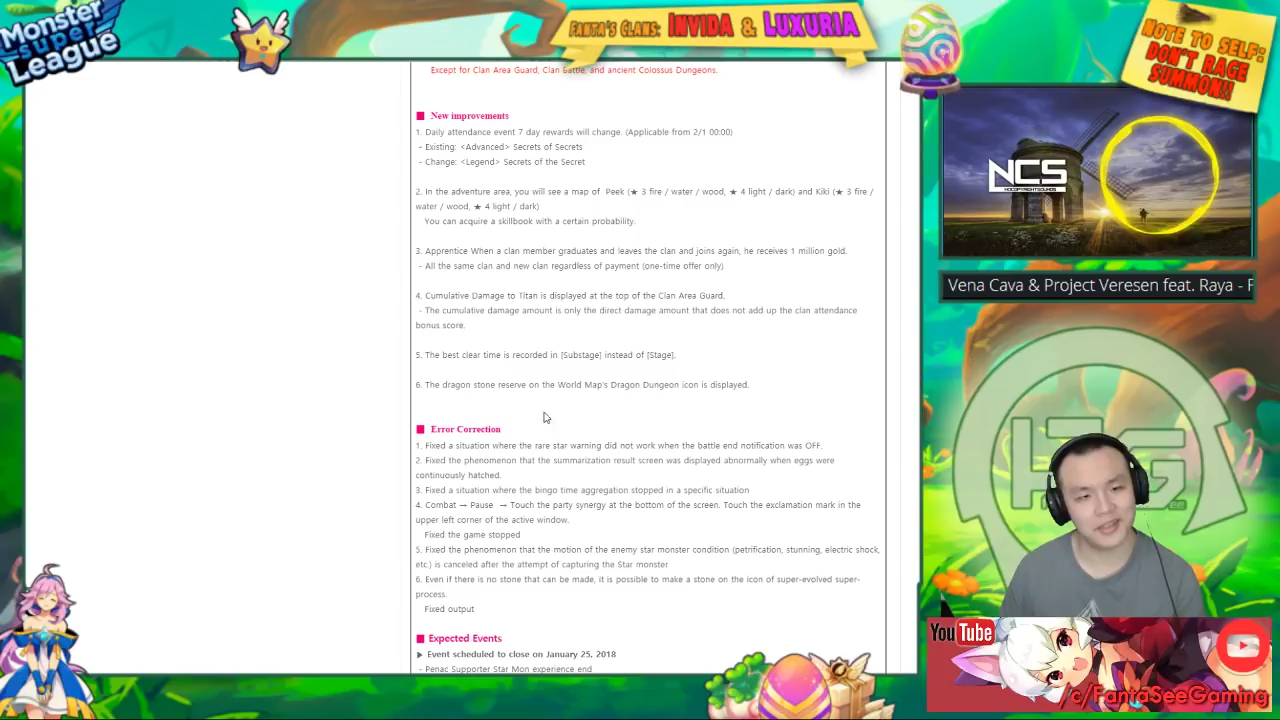 Monster
Super
League
FANTA'S CLANS: INVIDA & LUXURIA
NOTE TO SELF:
DON'T RAGE
SUMMON!!
Except for Clan Area Guard, Clan Battle, and ancient Colossus Dungeons.
New improvements
1. Daily attendance event 7 day rewards will change. (Applicable from 2/1 00:00)
- Existing: <Advanced> Secrets of Secrets
- Change: <Legend> Secrets of the Secret
2. In the adventure area, you will see a map of Peek (★ 3 fire / water / wood, ★ 4 light / dark) and Kiki (★ 3 fire /
water / wood, ★ 4 light / dark)
You can acquire a skillbook with a certain probability.
3. Apprentice When a clan member graduates and leaves the clan and joins again, he receives 1 million gold.
- All the same clan and new clan regardless of payment (one-time offer only)
4. Cumulative Damage to Titan is displayed at the top of the Clan Area Guard.
- The cumulative damage amount is only the direct damage amount that does not add up the clan attendance
bonus score.
5. The best clear time is recorded in [Substage] instead of [Stage].
6. The dragon stone reserve on the World Map's Dragon Dungeon icon is displayed.
Error Correction
1. Fixed a situation where the rare star warning did not work when the battle end notification was OFF.
2. Fixed the phenomenon that the summarization result screen was displayed abnormally when eggs were
continuously hatched.
3. Fixed a situation where the bingo time aggregation stopped in a specific situation
4. Combat → Pause → Touch the party synergy at the bottom of the screen. Touch the exclamation mark in the
upper left corner of the active window.
Fixed the game stopped
5. Fixed the phenomenon that the motion of the enemy star monster condition (petrification, stunning, electric shock,
etc.) is canceled after the attempt of capturing the Star monster
6. Even if there is no stone that can be made, it is possible to make a stone on the icon of super-evolved super-
process.
Fixed output
Expected Events
▶ Event scheduled to close on January 25, 2018
- Penac Supporter Star Mon experience end
NCS
NOCOPYRIGHTSOUNDS
Vena Cava & Project Veresen feat. Raya - F
YouTube
/c/FantaSeeGaming